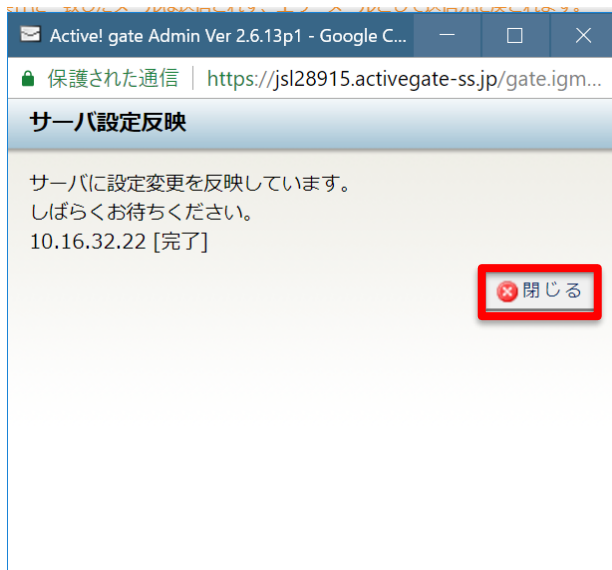 Active! gate Admin Ver 2.6.13p1 - Google C...
保護された通信 | https://jsl28915.activegate-ss.jp/gate.igm...
サーバ設定反映
サーバに設定変更を反映しています。
しばらくお待ちください。
10.16.32.22 [完了]
閉じる